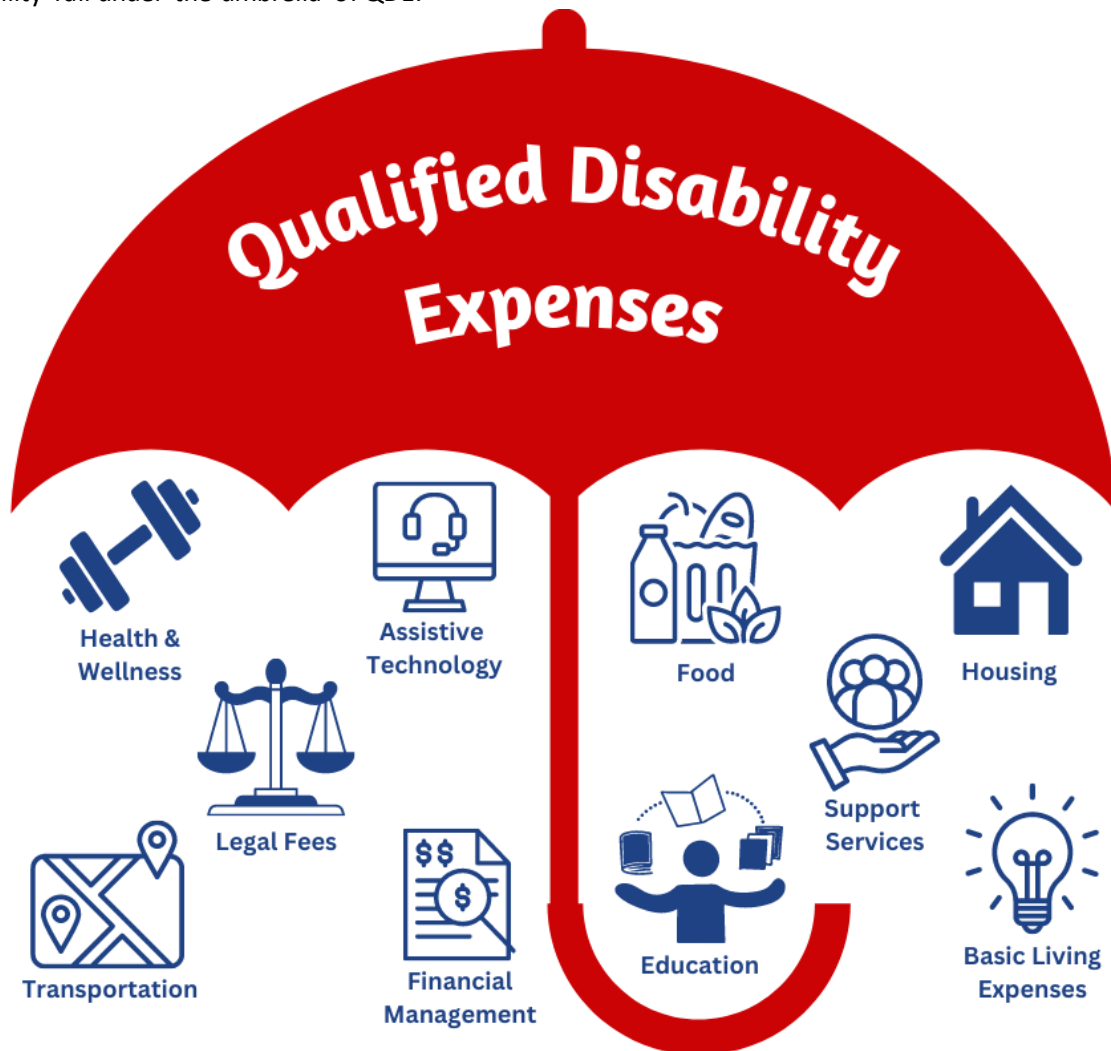 Qualified Disability
Expenses
Health &
Wellness
Assistive
Technology
Food
Housing
Legal Fees
Support
Services
$$
$
Transportation
Financial
Management
Education
Basic Living
Expenses